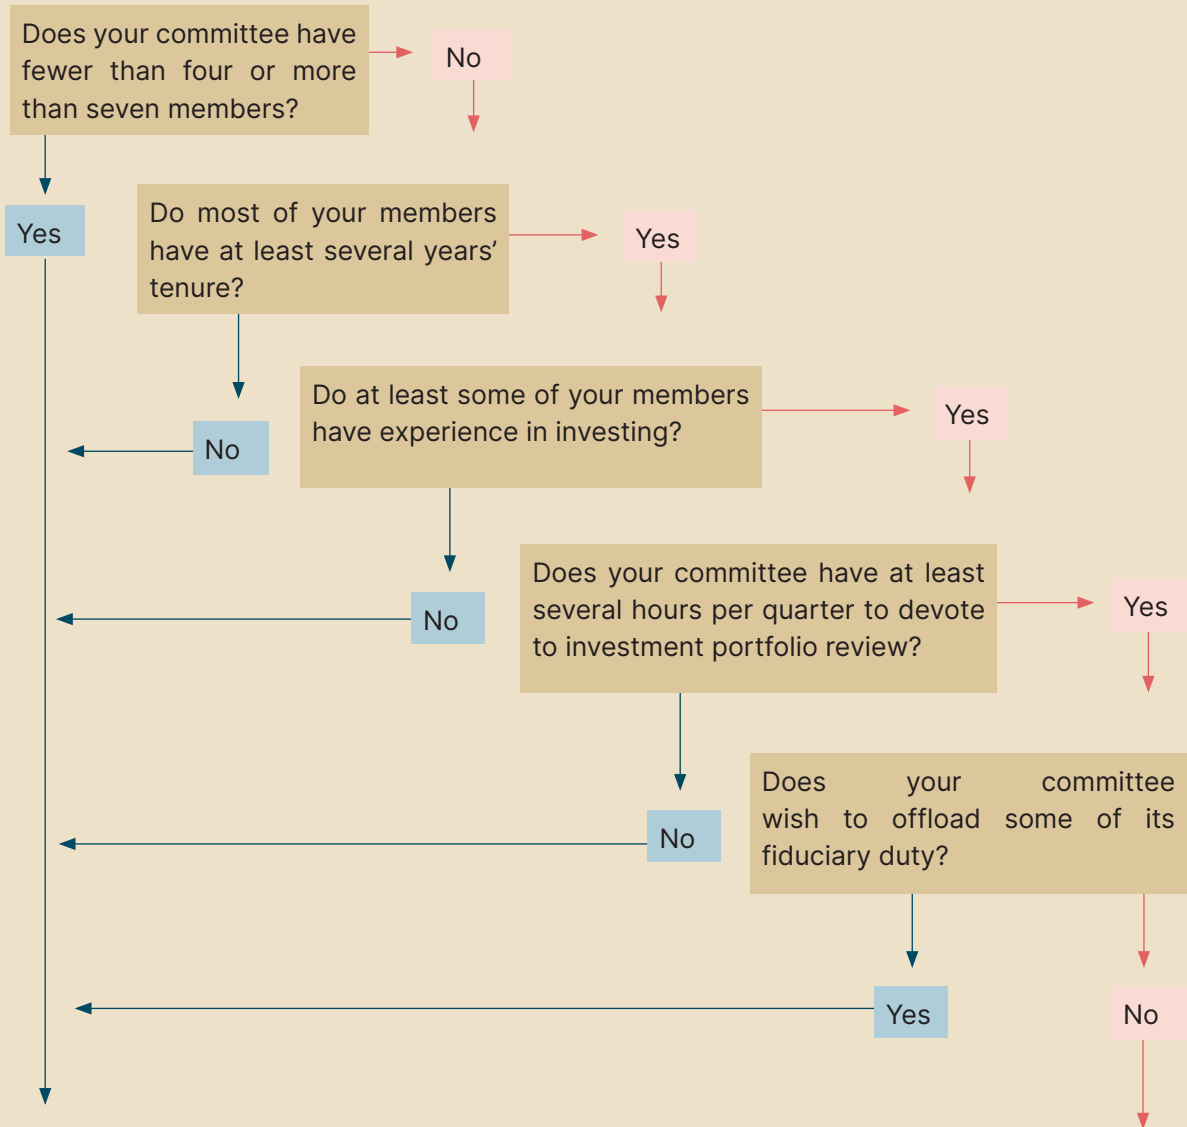 Does your committee have
fewer than four or more
than seven members?
No
Yes
Do most of your members
have at least several years’
tenure?
Yes
No
Do at least some of your members
have experience in investing?
Yes
No
Does your committee have at least
several hours per quarter to devote
to investment portfolio review?
Yes
No
Does your committee
wish to offload some of its
fiduciary duty?
Yes
No